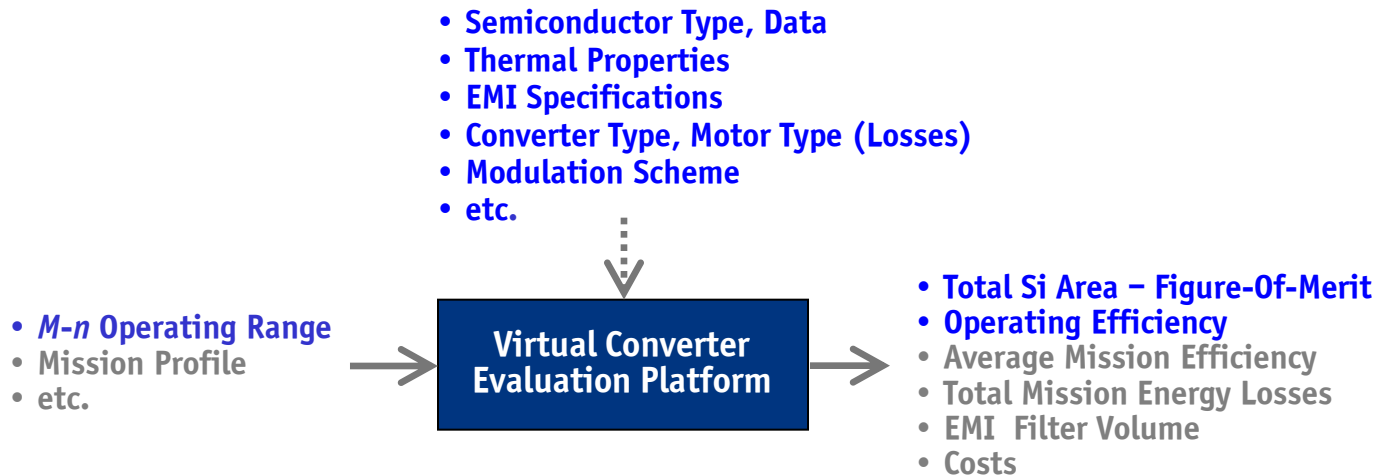 • Semiconductor Type, Data
• Thermal Properties
• EMI Specifications
• Converter Type, Motor Type (Losses)
• Modulation Scheme
• etc.
• M-n Operating Range
• Mission Profile
• etc.
Virtual Converter
Evaluation Platform
• Total Si Area – Figure-Of-Merit
• Operating Efficiency
• Average Mission Efficiency
• Total Mission Energy Losses
• EMI Filter Volume
• Costs